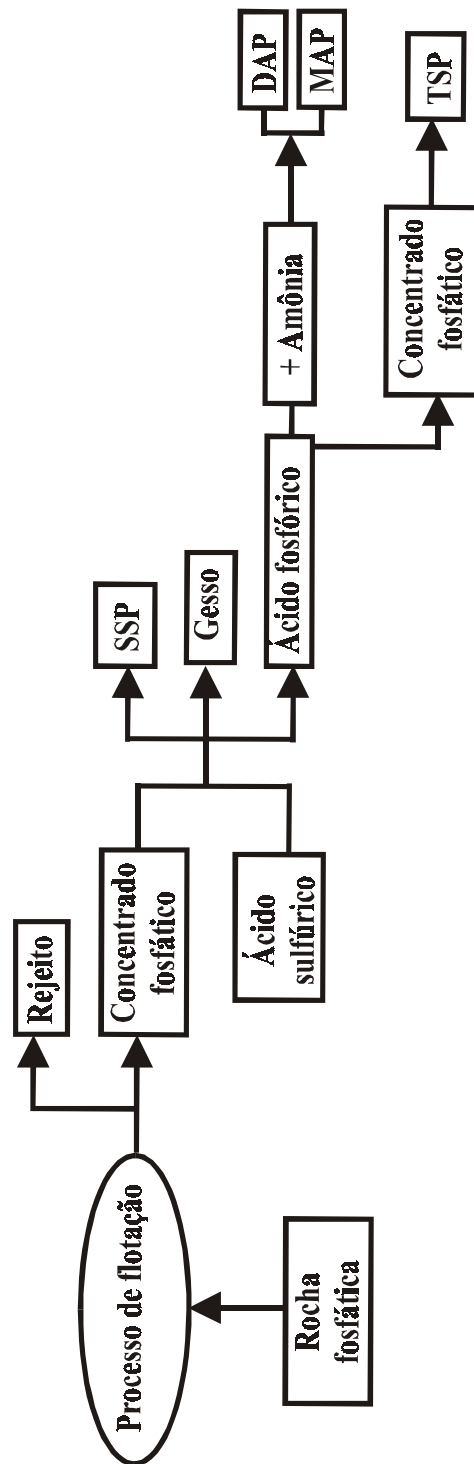 Processo de flotação
Rocha
fosfática
Rejeito
Concentrado
fosfático
Ácido
sulfúrico
SSP
Gesso
Ácido fosfórico
+ Amônia
DAP
MAP
Concentrado
fosfático
TSP